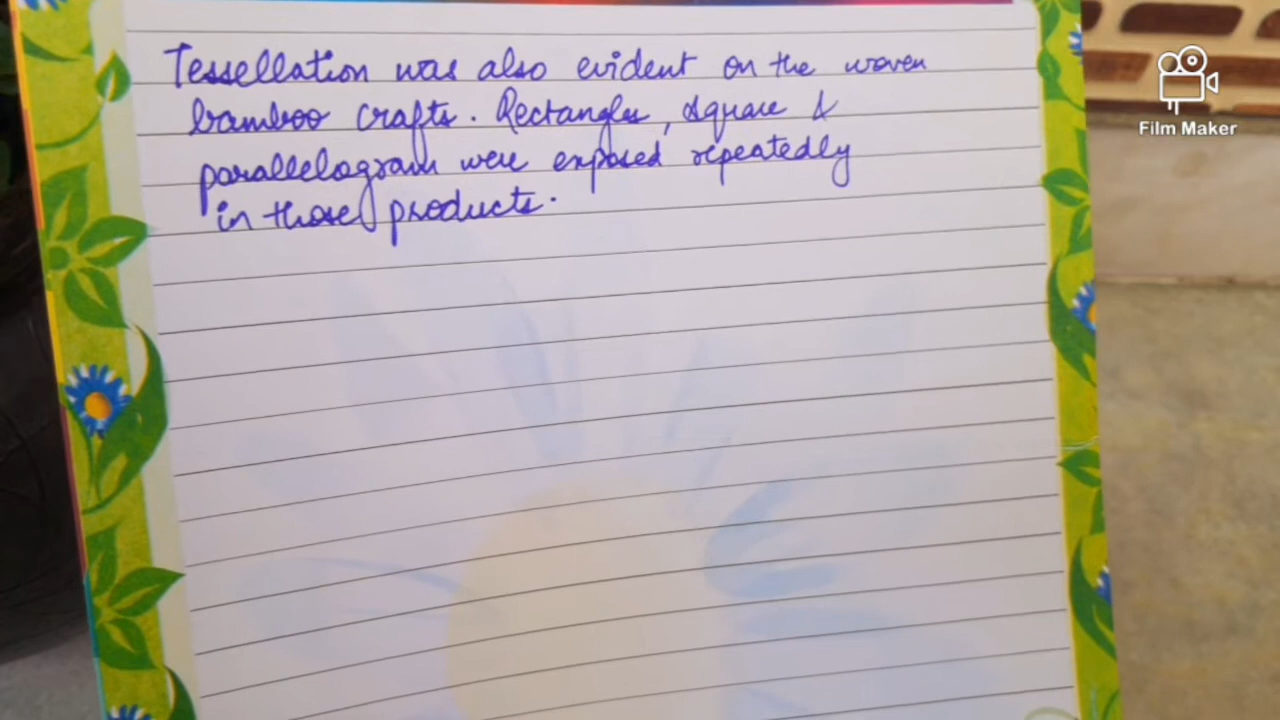 Tessellation was also evident on the woven
bamboo crafts. Rectangles, square &
parallelogram were exposed repeatedly
in those products.
Film Maker